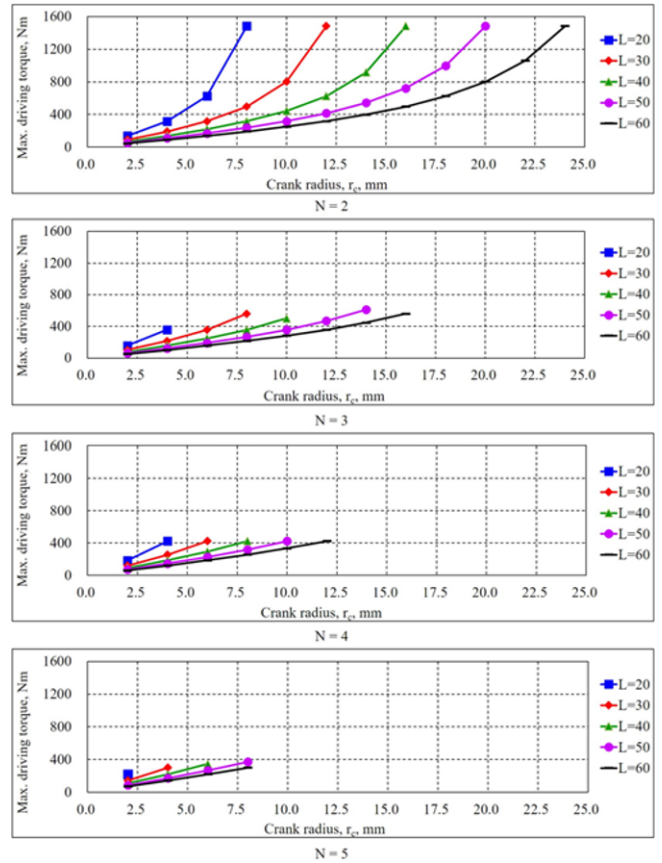 Max. driving torque, Nm
1600
1200
800
400
0
0.0 2.5 5.0 7.5 10.0 12.5 15.0 17.5 20.0 22.5 25.0
Crank radius, rc, mm
L=20
L=30
L=40
L=50
L=60
N = 2
Max. driving torque, Nm
1600
1200
800
400
0
0.0 2.5 5.0 7.5 10.0 12.5 15.0 17.5 20.0 22.5 25.0
Crank radius, rc, mm
L=20
L=30
L=40
L=50
L=60
N = 3
Max. driving torque, Nm
1600
1200
800
400
0
0.0 2.5 5.0 7.5 10.0 12.5 15.0 17.5 20.0 22.5 25.0
Crank radius, rc, mm
L=20
L=30
L=40
L=50
L=60
N = 4
Max. driving torque, Nm
1600
1200
800
400
0
0.0 2.5 5.0 7.5 10.0 12.5 15.0 17.5 20.0 22.5 25.0
Crank radius, rc, mm
L=20
L=30
L=40
L=50
L=60
N = 5